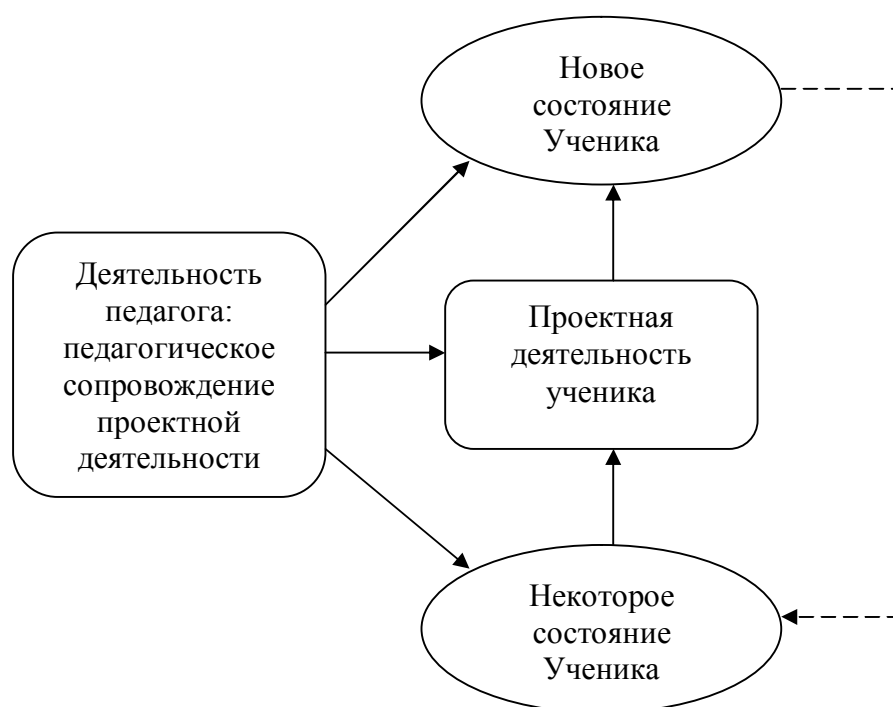 Новое
состояние
Ученика
Деятельность
педагога:
педагогическое
сопровождение
проектной
деятельности
Проектная
деятельность
ученика
Некоторое
состояние
Ученика